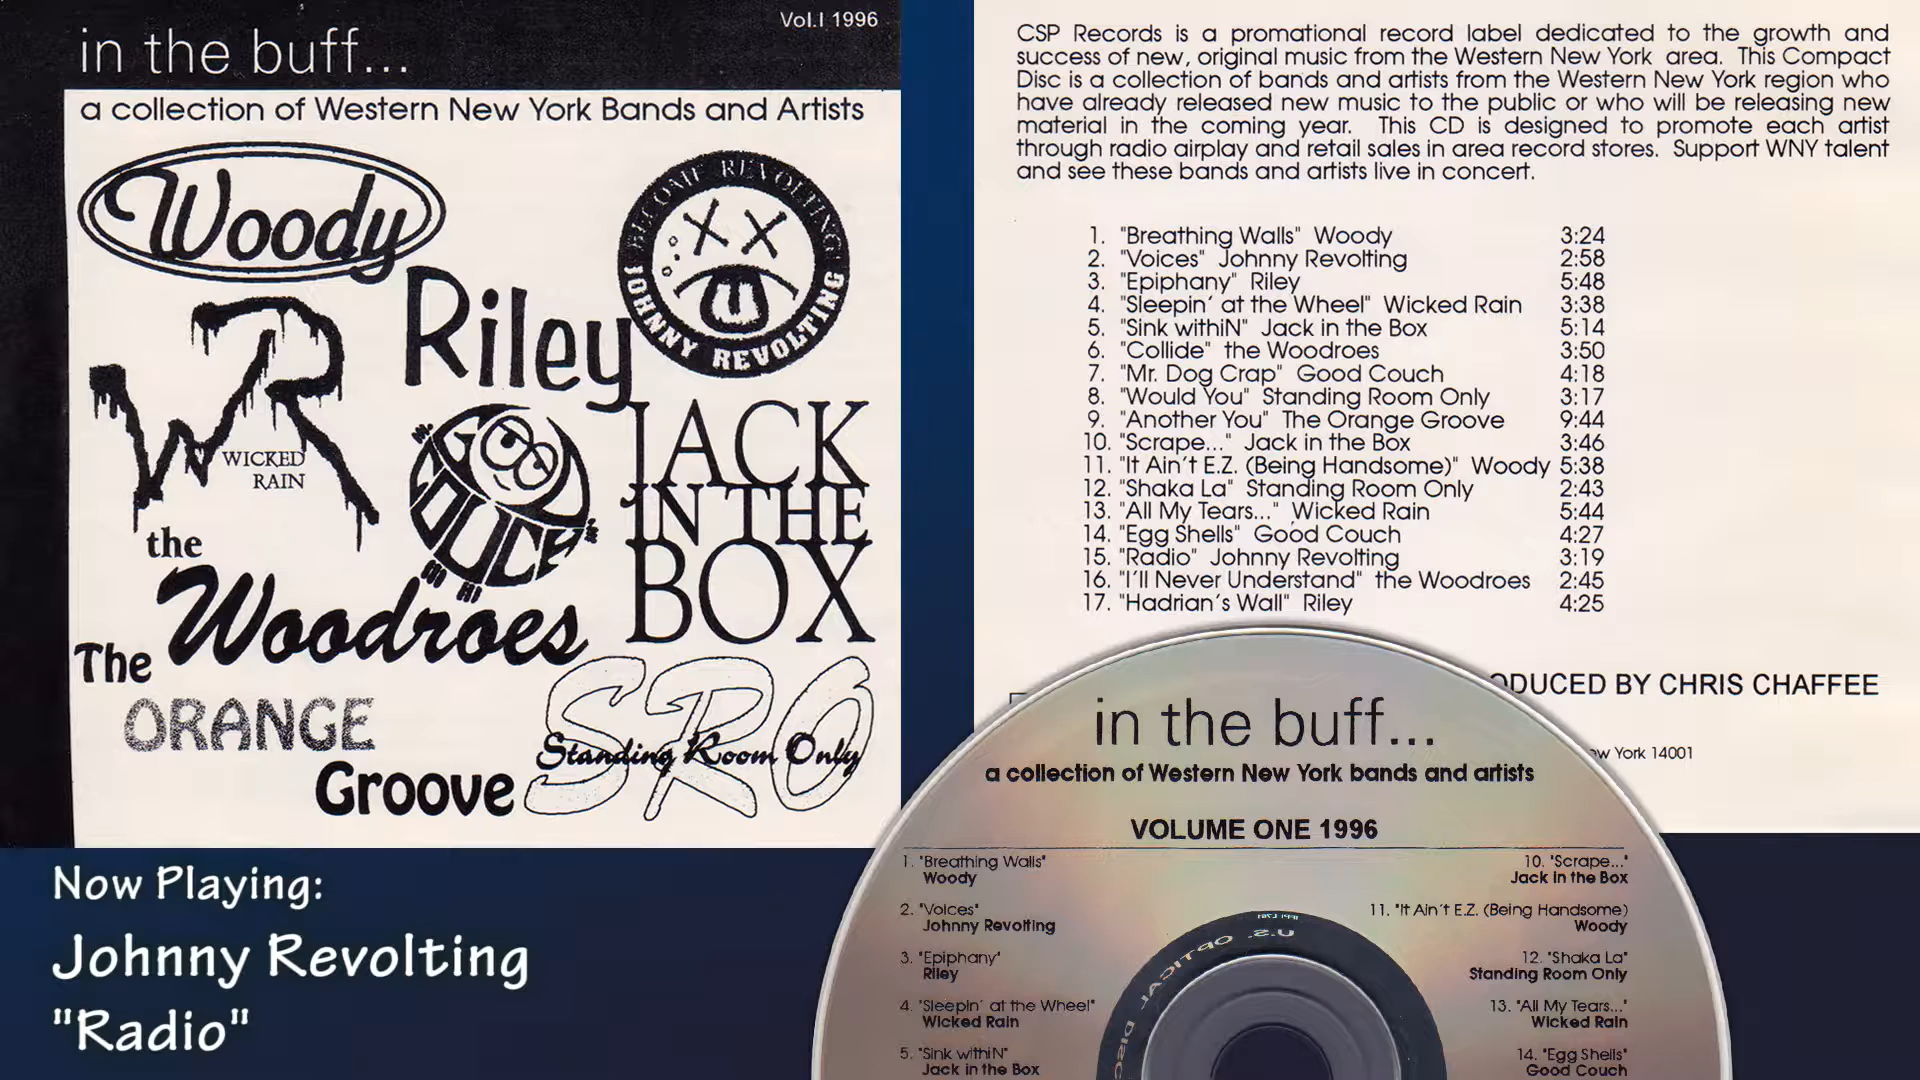 Vol.I 1996
in the buff...
a collection of Western New York Bands and Artists
Woody
BECOME REVOLTING
JOHNNY REVOLTING
Riley
WR
WICKED
RAIN
GOOD
COUCH
JACK
IN THE
BOX
the
Woodroes
The
ORANGE
Groove
SRO
Standing Room Only
CSP Records is a promational record label dedicated to the growth and
success of new, original music from the Western New York area. This Compact
Disc is a collection of bands and artists from the Western New York region who
have already released new music to the public or who will be releasing new
material in the coming year. This CD is designed to promote each artist
through radio airplay and retail sales in area record stores. Support WNY talent
and see these bands and artists live in concert.
1. "Breathing Walls" Woody 3:24
2. "Voices" Johnny Revolting 2:58
3. "Epiphany" Riley 5:48
4. "Sleepin' at the Wheel" Wicked Rain 3:38
5. "Sink withiN" Jack in the Box 5:14
6. "Collide" the Woodroes 3:50
7. "Mr. Dog Crap" Good Couch 4:18
8. "Would You" Standing Room Only 3:17
9. "Another You" The Orange Groove 9:44
10. "Scrape..." Jack in the Box 3:46
11. "It Ain't E.Z. (Being Handsome)" Woody 5:38
12. "Shaka La" Standing Room Only 2:43
13. "All My Tears..." Wicked Rain 5:44
14. "Egg Shells" Good Couch 4:27
15. "Radio" Johnny Revolting 3:19
16. "I'll Never Understand" the Woodroes 2:45
17. "Hadrian's Wall" Riley 4:25
ODUCED BY CHRIS CHAFFEE
w York 14001
in the buff...
a collection of Western New York bands and artists
VOLUME ONE 1996
1. "Breathing Walls"
Woody
2. "Voices"
Johnny Revolting
3. "Epiphany"
Riley
4. "Sleepin' at the Wheel"
Wicked Rain
5. "Sink withiN"
Jack in the Box
10. "Scrape..."
Jack in the Box
11. "It Ain't E.Z. (Being Handsome)
Woody
12. "Shaka La"
Standing Room Only
13. "All My Tears..."
Wicked Rain
14. "Egg Shells"
Good Couch
U.S. OPTICAL DISC
Now Playing:
Johnny Revolting
"Radio"